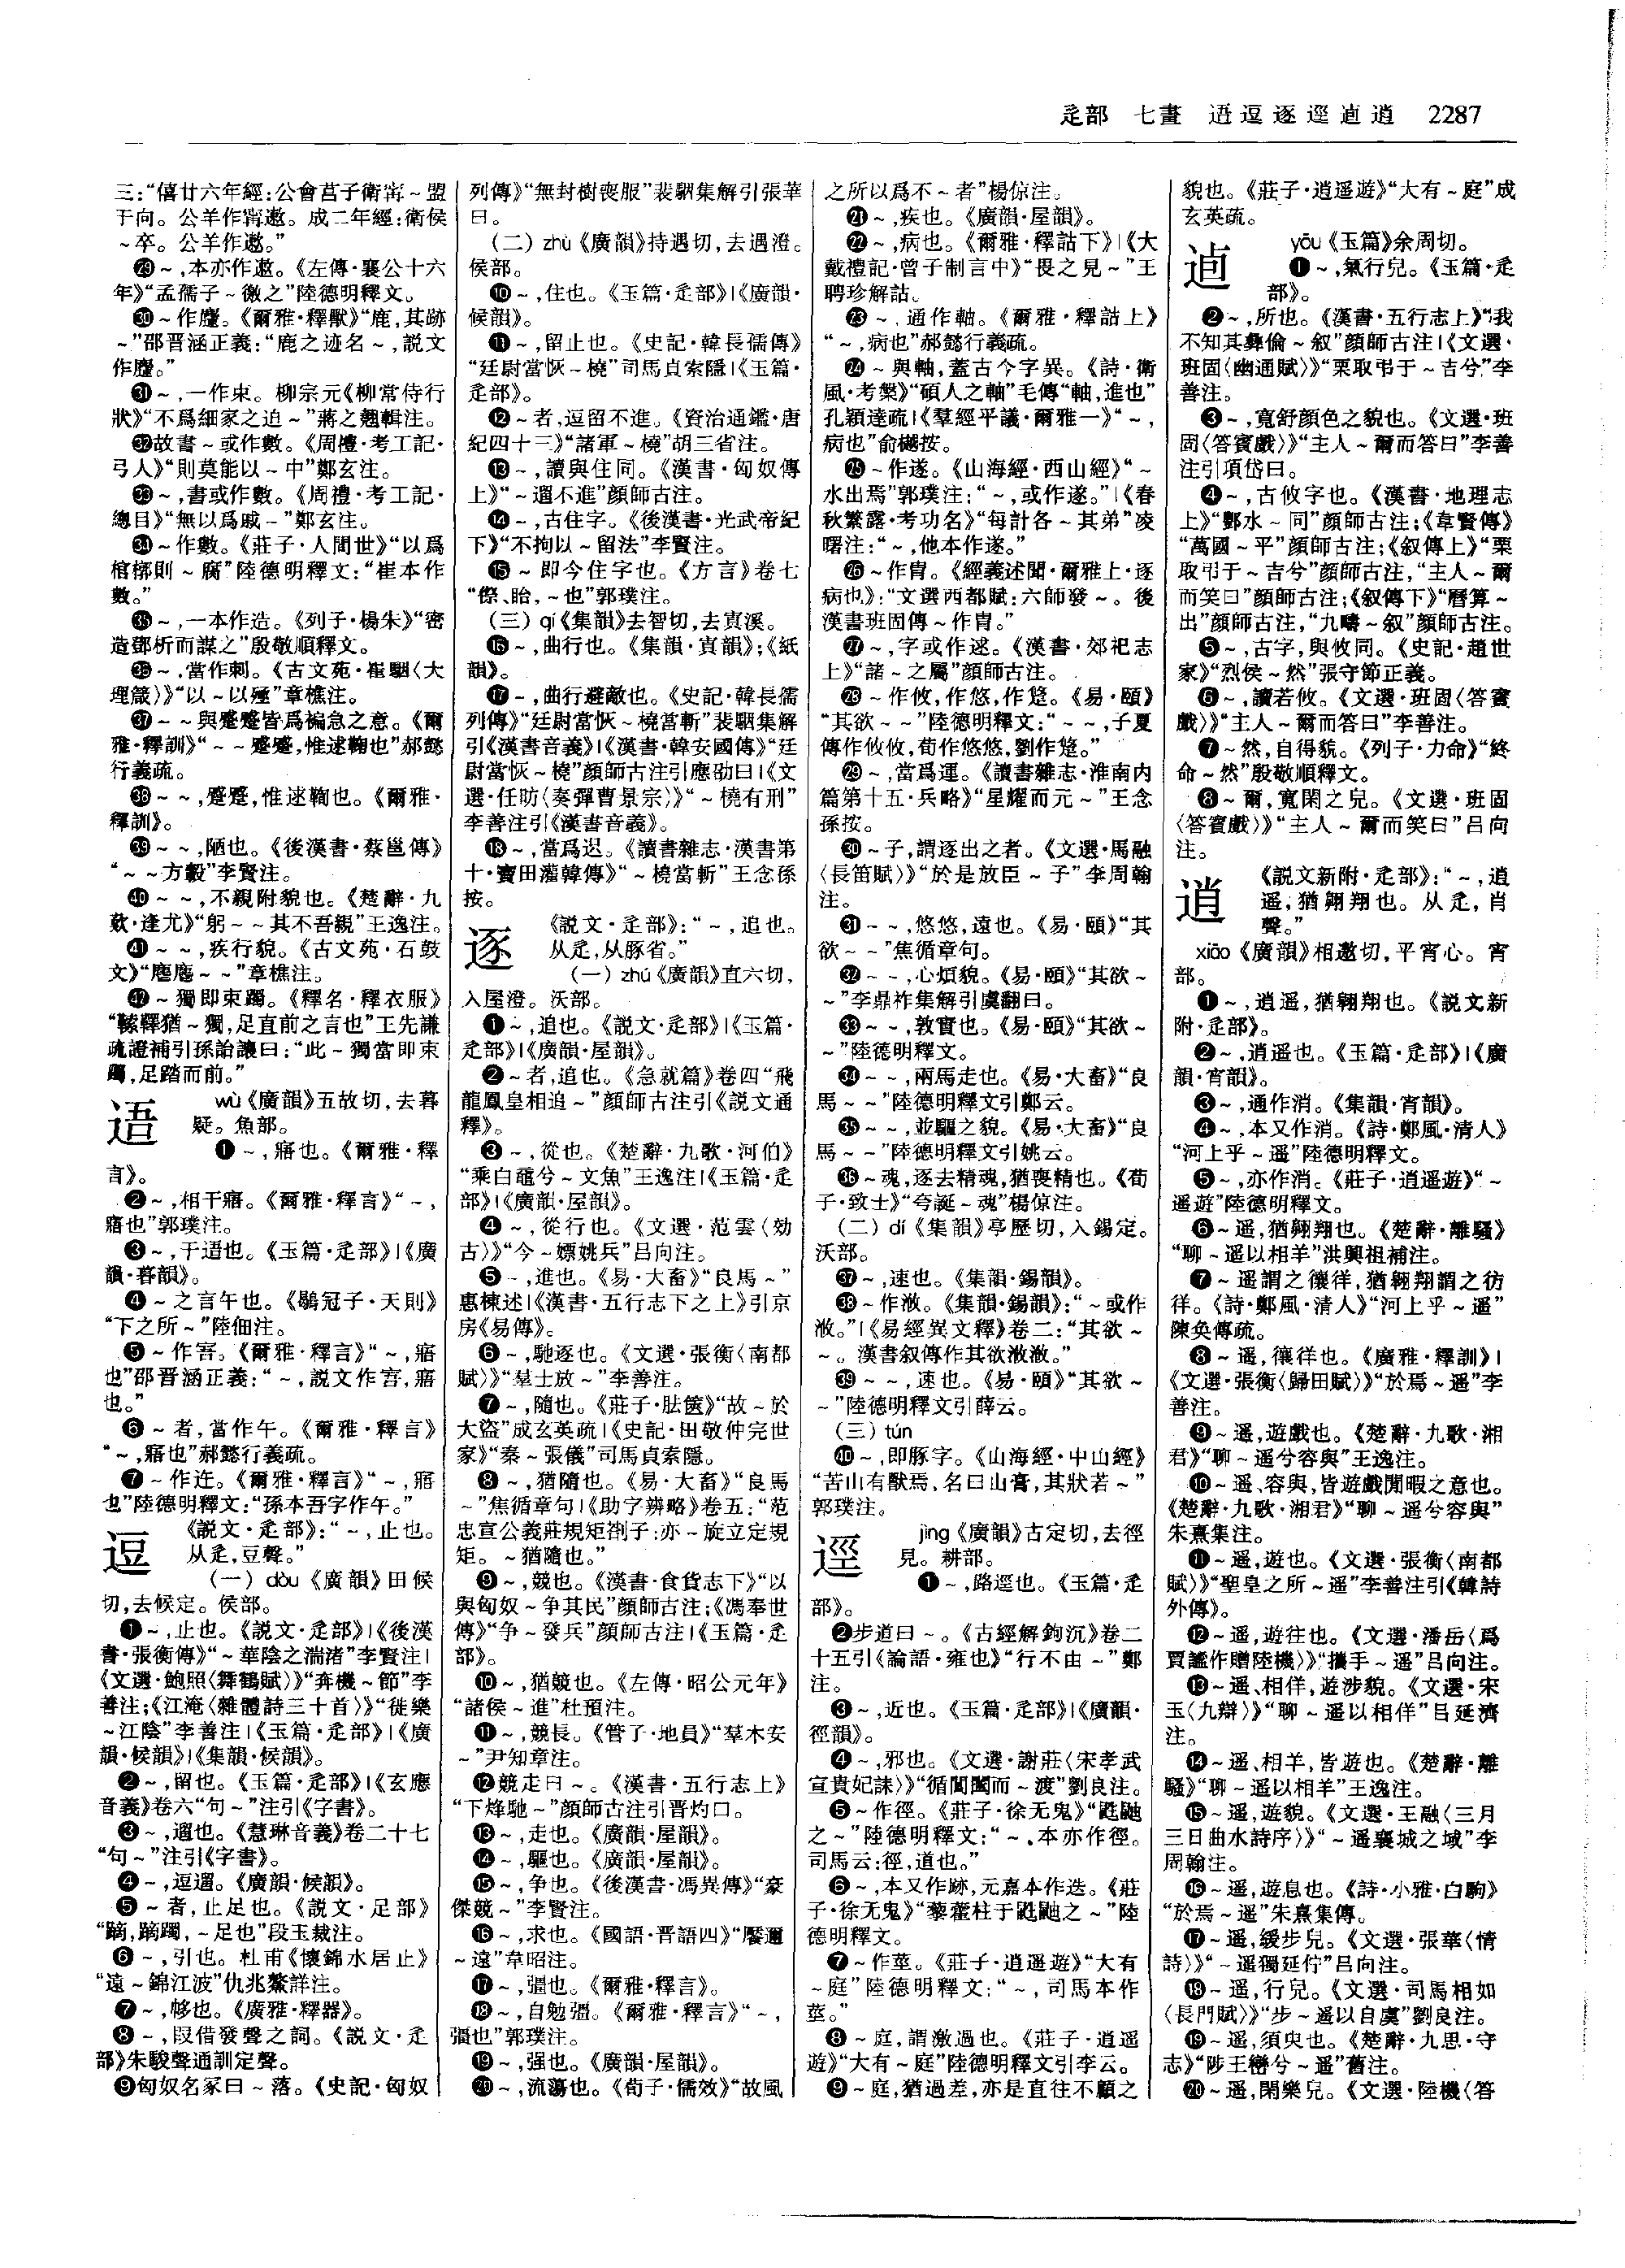 辵部　七畫　逜逗逐逕逌逍　2287
三：“僖廿六年經：公會莒子衛甯～盟
于向。公羊作甯遬。成二年經：衛侯
～卒。公羊作遬。”
㉙～，本亦作遬。《左傳·襄公十六
年》“孟孺子～徼之”陸德明釋文。
㉚～作䴪。《爾雅·釋獸》“鹿，其跡
～”邵晋涵正義：“鹿之迹名～，説文
作䴪。”
㉛～，一作束。柳宗元《柳常侍行
狀》“不爲細家之迫～”蔣之翹輯注。
㉜故書～或作數。《周禮·考工記·
弓人》“則莫能以～中”鄭玄注。
㉝～，書或作數。《周禮·考工記·
總目》“無以爲戚～”鄭玄注。
㉞～作數。《莊子·人間世》“以爲
棺槨則～腐”陸德明釋文：“崔本作
數。”
㉟～，一本作造。《列子·楊朱》“密
造鄧析而謀之”殷敬順釋文。
㊱～，當作刺。《古文苑·崔駰〈大
理箴〉》“以～以殛”章樵注。
㊲～～與蹙蹙皆爲褊急之意。《爾
雅·釋訓》“～～蹙蹙，惟逑鞫也”郝懿
行義疏。
㊳～～，蹙蹙，惟逑鞫也。《爾雅·
釋訓》。
㊴～～，陋也。《後漢書·蔡邕傳》
“～～方轂”李賢注。
㊵～～，不親附貌也。《楚辭·九
歎·逢尤》“躬～～其不吾親”王逸注。
㊶～～，疾行貌。《古文苑·石鼓
文》“麀麀～～”章樵注。
㊷～獨即束躅。《釋名·釋衣服》
“䩕鞾猶～獨，足直前之言也”王先謙
疏證補引孫詒讓曰：“此～獨當即束
躅，足踏而前。”
逜　wù《廣韻》五故切，去暮
疑。魚部。
❶～，寤也。《爾雅·釋
言》。
❷～，相干寤。《爾雅·釋言》“～，
寤也”郭璞注。
❸～，干逜也。《玉篇·辵部》|《廣
韻·暮韻》。
❹～之言午也。《鶡冠子·天則》
“下之所～”陸佃注。
❺～作㝱。《爾雅·釋言》“～，寤
也”邵晋涵正義：“～，説文作㝱，寤
也。”
❻～者，當作午。《爾雅·釋言》
“～，寤也”郝懿行義疏。
❼～作迕。《爾雅·釋言》“～，寤
也”陸德明釋文：“孫本吾字作午。”
逗　《説文·辵部》：“～，止也。
从辵，豆聲。”
（一）dòu《廣韻》田候
切，去候定。侯部。
❶～，止也。《説文·辵部》|《後漢
書·張衡傳》“～華陰之湍渚”李賢注|
《文選·鮑照〈舞鶴賦〉》“奔機～節”李
善注；《江淹〈雜體詩三十首〉》“徙樂
～江陰”李善注|《玉篇·辵部》|《廣
韻·候韻》|《集韻·候韻》。
❷～，留也。《玉篇·辵部》|《玄應
音義》卷六“句～”注引《字書》。
❸～，遛也。《慧琳音義》卷二十七
“句～”注引《字書》。
❹～，逗遛。《廣韻·候韻》。
❺～者，止足也。《説文·足部》
“蹢，蹢躅，～足也”段玉裁注。
❻～，引也。杜甫《懷錦水居止》
“遠～錦江波”仇兆鰲詳注。
❼～，够也。《廣雅·釋器》。
❽～，叚借發聲之詞。《説文·辵
部》朱駿聲通訓定聲。
❾匈奴名冢曰～落。《史記·匈奴
列傳》“無封樹喪服”裴駰集解引張華
曰。
（二）zhù《廣韻》持遇切，去遇澄。
侯部。
❿～，住也。《玉篇·辵部》|《廣韻·
候韻》。
⓫～，留止也。《史記·韓長儒傳》
“廷尉當恢～橈”司馬貞索隱|《玉篇·
辵部》。
⓬～者，逗留不進。《資治通鑑·唐
紀四十三》“諸軍～橈”胡三省注。
⓭～，讀與住同。《漢書·匈奴傳
上》“～遛不進”顔師古注。
⓮～，古住字。《後漢書·光武帝紀
下》“不拘以～留法”李賢注。
⓯～即今住字也。《方言》卷七
“傺、眙，～也”郭璞注。
（三）qí《集韻》去智切，去寘溪。
⓰～，曲行也。《集韻·寘韻》；《紙
韻》。
⓱～，曲行避敵也。《史記·韓長儒
列傳》“廷尉當恢～橈當斬”裴駰集解
引《漢書音義》|《漢書·韓安國傳》“廷
尉當恢～橈”顔師古注引應劭曰|《文
選·任昉〈奏彈曹景宗〉》“～橈有刑”
李善注引《漢書音義》。
⓲～，當爲迟。《讀書雜志·漢書第
十·竇田灌韓傳》“～橈當斬”王念孫
按。
逐　《説文·辵部》：“～，追也。
从辵，从豚省。”
（一）zhú《廣韻》直六切，
入屋澄。沃部。
❶～，追也。《説文·辵部》|《玉篇·
辵部》|《廣韻·屋韻》。
❷～者，追也。《急就篇》卷四“飛
龍鳳皇相追～”顔師古注引《説文通
釋》。
❸～，從也。《楚辭·九歌·河伯》
“乘白黿兮～文魚”王逸注|《玉篇·辵
部》|《廣韻·屋韻》。
❹～，從行也。《文選·范雲〈効
古〉》“今～嫖姚兵”吕向注。
❺～，進也。《易·大畜》“良馬～”
惠棟述|《漢書·五行志下之上》引京
房《易傳》。
❻～，馳逐也。《文選·張衡〈南都
賦〉》“羣士放～”李善注。
❼～，隨也。《莊子·胠篋》“故～於
大盜”成玄英疏|《史記·田敬仲完世
家》“秦～張儀”司馬貞索隱。
❽～，猶隨也。《易·大畜》“良馬
～”焦循章句|《助字辨略》卷五：“范
忠宣公義莊規矩劄子：亦～旋立定規
矩。～猶隨也。”
❾～，競也。《漢書·食貨志下》“以
與匈奴～争其民”顔師古注；《馮奉世
傳》“争～發兵”顔師古注|《玉篇·辵
部》。
❿～，猶競也。《左傳·昭公元年》
“諸侯～進”杜預注。
⓫～，競長。《管子·地員》“羣木安
～”尹知章注。
⓬競走曰～。《漢書·五行志上》
“下烽馳～”顔師古注引晋灼曰。
⓭～，走也。《廣韻·屋韻》。
⓮～，驅也。《廣韻·屋韻》。
⓯～，争也。《後漢書·馮異傳》“豪
傑競～”李賢注。
⓰～，求也。《國語·晋語四》“饜邇
～遠”韋昭注。
⓱～，彊也。《爾雅·釋言》。
⓲～，自勉彊。《爾雅·釋言》“～，
彊也”郭璞注。
⓳～，强也。《廣韻·屋韻》。
⓴～，流蕩也。《荀子·儒效》“故風
之所以爲不～者”楊倞注。
㉑～，疾也。《廣韻·屋韻》。
㉒～，病也。《爾雅·釋詁下》|《大
戴禮記·曾子制言中》“畏之見～”王
聘珍解詁。
㉓～，通作軸。《爾雅·釋詁上》
“～，病也”郝懿行義疏。
㉔～與軸，蓋古今字異。《詩·衛
風·考槃》“碩人之軸”毛傳“軸，進也”
孔穎達疏|《羣經平議·爾雅一》“～，
病也”俞樾按。
㉕～作遂。《山海經·西山經》“～
水出焉”郭璞注：“～，或作遂。”|《春
秋繁露·考功名》“每計各～其弟”凌
曙注：“～，他本作遂。”
㉖～作胄。《經義述聞·爾雅上·逐
病也》：“文選西都賦：六師發～。後
漢書班固傳～作胄。”
㉗～，字或作逑。《漢書·郊祀志
上》“諸～之屬”顔師古注。
㉘～作攸，作悠，作跾。《易·頤》
“其欲～～”陸德明釋文：“～～，子夏
傳作攸攸，荀作悠悠，劉作跾。”
㉙～，當爲運。《讀書雜志·淮南内
篇第十五·兵略》“星耀而元～”王念
孫按。
㉚～子，謂逐出之者。《文選·馬融
〈長笛賦〉》“於是放臣～子”李周翰
注。
㉛～～，悠悠，遠也。《易·頤》“其
欲～～”焦循章句。
㉜～～，心煩貌。《易·頤》“其欲～
～”李鼎祚集解引虞翻曰。
㉝～～，敦實也。《易·頤》“其欲～
～”陸德明釋文。
㉞～～，兩馬走也。《易·大畜》“良
馬～～”陸德明釋文引鄭云。
㉟～～，並驅之貌。《易·大畜》“良
馬～～”陸德明釋文引姚云。
㊱～魂，逐去精魂，猶喪精也。《荀
子·致士》“夸誕～魂”楊倞注。
（二）dí《集韻》亭歷切，入錫定。
沃部。
㊲～，速也。《集韻·錫韻》。
㊳～作浟。《集韻·錫韻》：“～或作
浟。”|《易經異文釋》卷二：“其欲～
～。漢書叙傳作其欲浟浟。”
㊴～～，速也。《易·頤》“其欲～
～”陸德明釋文引薛云。
（三）tún
㊵～，即豚字。《山海經·中山經》
“苦山有獸焉，名曰山膏，其狀若～”
郭璞注。
逕　jìng《廣韻》古定切，去徑
見。耕部。
❶～，路逕也。《玉篇·辵
部》。
❷步道曰～。《古經解鉤沉》卷二
十五引《論語·雍也》“行不由～”鄭
注。
❸～，近也。《玉篇·辵部》|《廣韻·
徑韻》。
❹～，邪也。《文選·謝莊〈宋孝武
宣貴妃誄〉》“循閶闔而～渡”劉良注。
❺～作徑。《莊子·徐无鬼》“鼪鼬
之～”陸德明釋文：“～，本亦作徑。
司馬云：徑，道也。”
❻～，本又作跡，元嘉本作迭。《莊
子·徐无鬼》“藜藿柱于鼪鼬之～”陸
德明釋文。
❼～作莖。《莊子·逍遥遊》“大有
～庭”陸德明釋文：“～，司馬本作
莖。”
❽～庭，謂激過也。《莊子·逍遥
遊》“大有～庭”陸德明釋文引李云。
❾～庭，猶過差，亦是直往不顧之
貌也。《莊子·逍遥遊》“大有～庭”成
玄英疏。
逌　yōu《玉篇》余周切。
❶～，氣行皃。《玉篇·辵
部》。
❷～，所也。《漢書·五行志上》“我
不知其彝倫～叙”顔師古注|《文選·
班固〈幽通賦〉》“栗取弔于～吉兮”李
善注。
❸～，寬舒顔色之貌也。《文選·班
固〈答賓戲〉》“主人～爾而答曰”李善
注引項岱曰。
❹～，古攸字也。《漢書·地理志
上》“酆水～同”顔師古注；《韋賢傳》
“萬國～平”顔師古注；《叙傳上》“栗
取弔于～吉兮”顔師古注，“主人～爾
而笑曰”顔師古注；《叙傳下》“曆算～
出”顔師古注，“九疇～叙”顔師古注。
❺～，古字，與攸同。《史記·趙世
家》“烈侯～然”張守節正義。
❻～，讀若攸。《文選·班固〈答賓
戲〉》“主人～爾而答曰”李善注。
❼～然，自得貌。《列子·力命》“終
命～然”殷敬順釋文。
❽～爾，寬閑之皃。《文選·班固
〈答賓戲〉》“主人～爾而笑曰”吕向
注。
逍　《説文新附·辵部》：“～，逍
遥，猶翱翔也。从辵，肖
聲。”
xiāo《廣韻》相邀切，平宵心。宵
部。
❶～，逍遥，猶翱翔也。《説文新
附·辵部》。
❷～，逍遥也。《玉篇·辵部》|《廣
韻·宵韻》。
❸～，通作消。《集韻·宵韻》。
❹～，本又作消。《詩·鄭風·清人》
“河上乎～遥”陸德明釋文。
❺～，亦作消。《莊子·逍遥遊》“～
遥遊”陸德明釋文。
❻～遥，猶翱翔也。《楚辭·離騷》
“聊～遥以相羊”洪興祖補注。
❼～遥謂之儴徉，猶翱翔謂之彷
徉。《詩·鄭風·清人》“河上乎～遥”
陳奂傳疏。
❽～遥，儴徉也。《廣雅·釋訓》|
《文選·張衡〈歸田賦〉》“於焉～遥”李
善注。
❾～遥，遊戲也。《楚辭·九歌·湘
君》“聊～遥兮容與”王逸注。
❿～遥、容與，皆遊戲閒暇之意也。
《楚辭·九歌·湘君》“聊～遥兮容與”
朱熹集注。
⓫～遥，遊也。《文選·張衡〈南都
賦〉》“聖皇之所～遥”李善注引《韓詩
外傳》。
⓬～遥，遊往也。《文選·潘岳〈爲
賈謐作贈陸機〉》“攜手～遥”吕向注。
⓭～遥、相佯，遊涉貌。《文選·宋
玉〈九辯〉》“聊～遥以相佯”吕延濟
注。
⓮～遥、相羊，皆遊也。《楚辭·離
騷》“聊～遥以相羊”王逸注。
⓯～遥，遊貌。《文選·王融〈三月
三日曲水詩序〉》“～遥襄城之域”李
周翰注。
⓰～遥，遊息也。《詩·小雅·白駒》
“於焉～遥”朱熹集傳。
⓱～遥，緩步皃。《文選·張華〈情
詩〉》“～遥獨延佇”吕向注。
⓲～遥，行皃。《文選·司馬相如
〈長門賦〉》“步～遥以自虞”劉良注。
⓳～遥，須臾也。《楚辭·九思·守
志》“陟王巒兮～遥”舊注。
⓴～遥，閑樂皃。《文選·陸機〈答